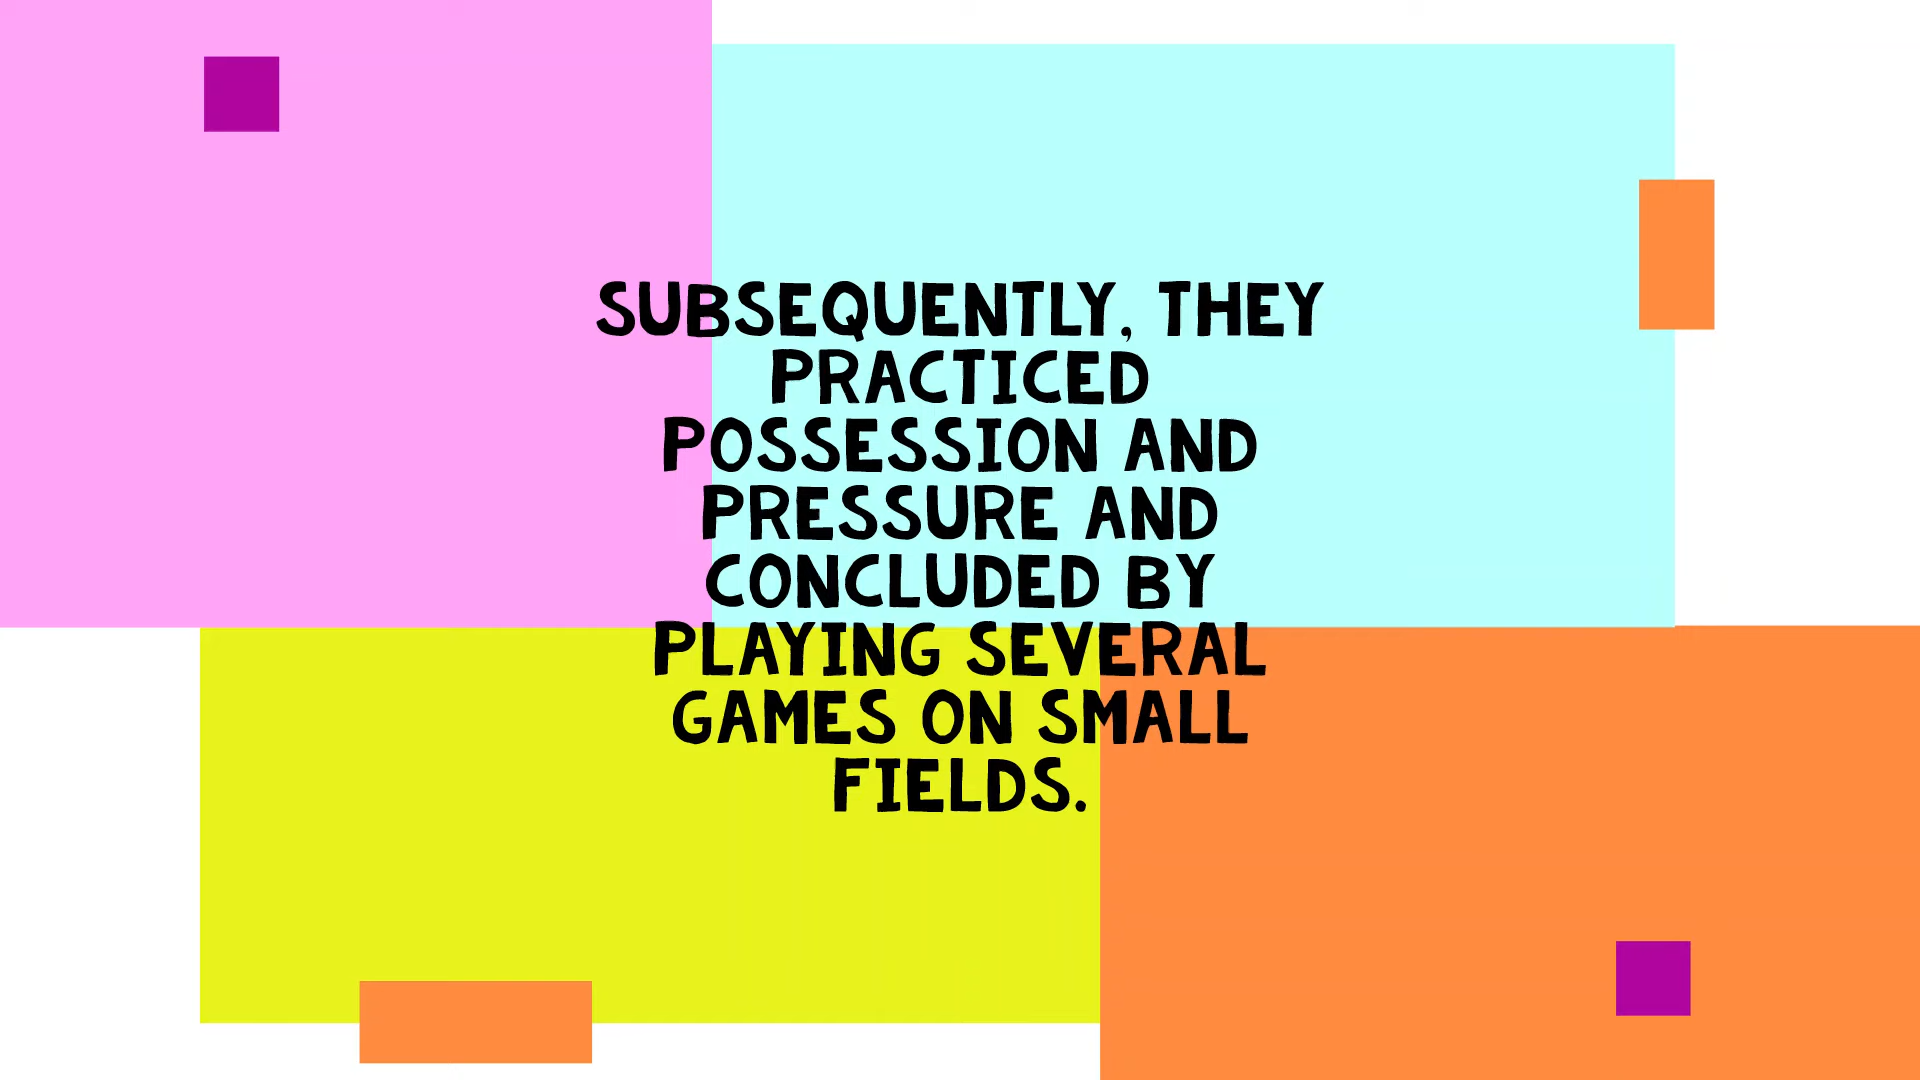 SUBSEQUENTLY, THEY
PRACTICED
POSSESSION AND
PRESSURE AND
CONCLUDED BY
PLAYING SEVERAL
GAMES ON SMALL
FIELDS.